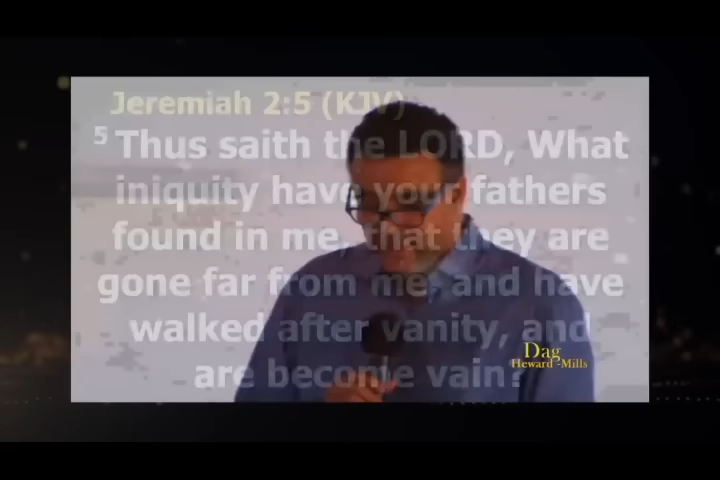 Jeremiah 2:5 (KJV)
5 Thus saith the LORD, What
iniquity have your fathers
found in me, that they are
gone far from me, and have
walked after vanity, and
are become vain?
Dag
Heward-Mills